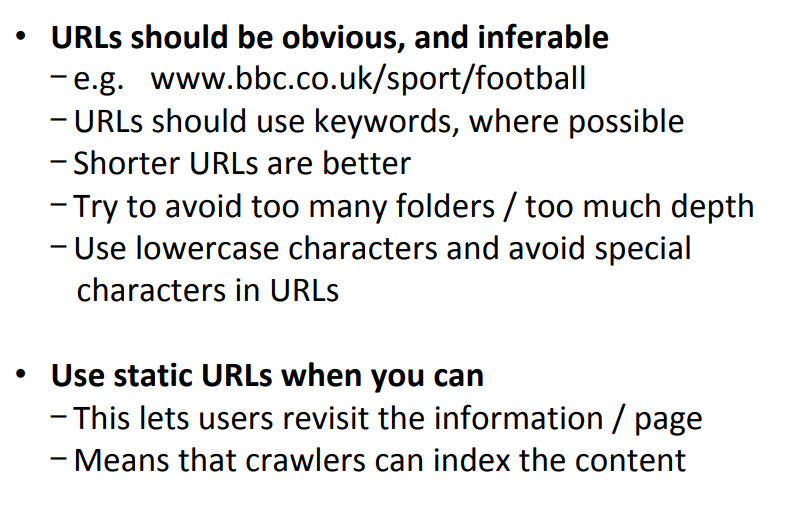 • URLs should be obvious, and inferable
– e.g. www.bbc.co.uk/sport/football
– URLs should use keywords, where possible
– Shorter URLs are better
– Try to avoid too many folders / too much depth
– Use lowercase characters and avoid special
characters in URLs
• Use static URLs when you can
– This lets users revisit the information / page
– Means that crawlers can index the content